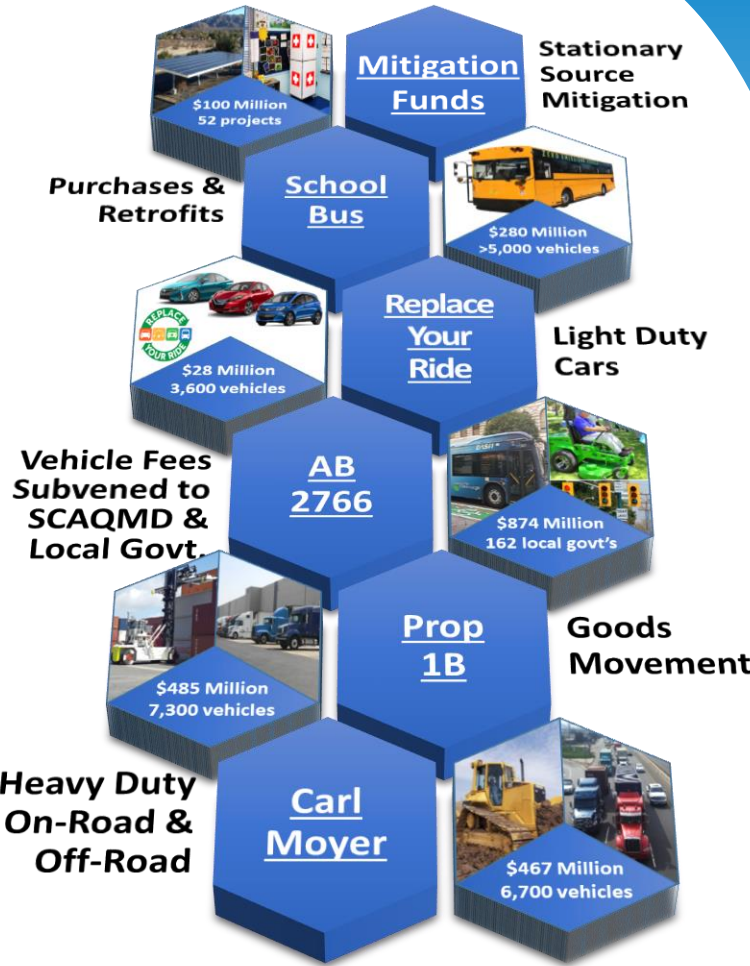 $100 Million
52 projects
Mitigation
Funds
Stationary
Source
Mitigation
Purchases &
Retrofits
School
Bus
$280 Million
>5,000 vehicles
REPLACE
YOUR RIDE
$28 Million
3,600 vehicles
Replace
Your
Ride
Light Duty
Cars
Vehicle Fees
Subvened to
SCAQMD &
Local Govt.
AB
2766
$874 Million
162 local govt's
$485 Million
7,300 vehicles
Prop
1B
Goods
Movement
Heavy Duty
On-Road &
Off-Road
Carl
Moyer
$467 Million
6,700 vehicles